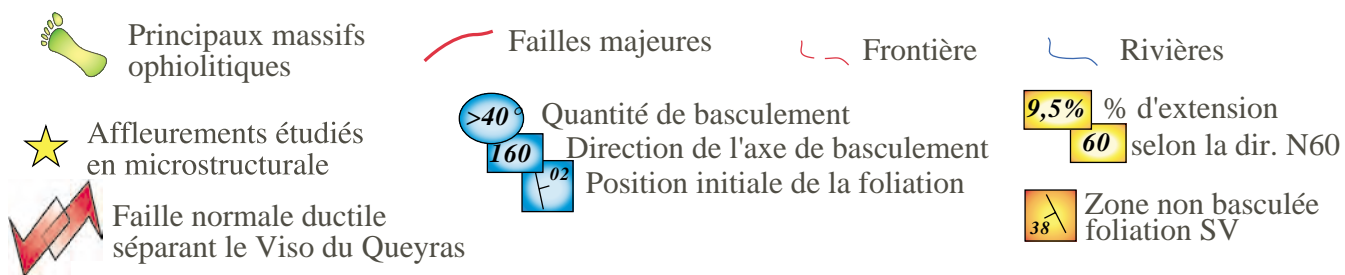 Principaux massifs
ophiolitiques
Failles majeures
Frontière
Rivières
Affleurements étudiés
en microstructurale
>40°
Quantité de basculement
160
Direction de l'axe de basculement
02
Position initiale de la foliation
9,5%
% d'extension
60
selon la dir. N60
Faille normale ductile
séparant le Viso du Queyras
38
Zone non basculée
foliation SV